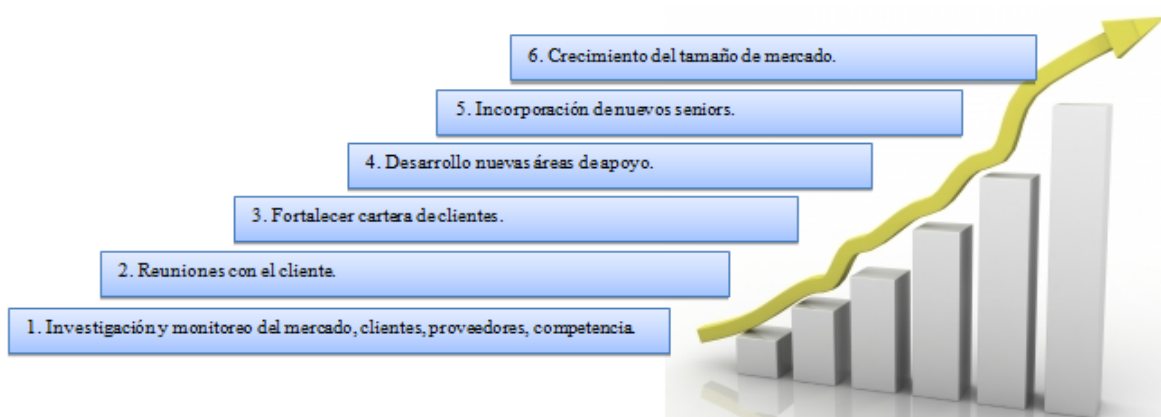 6. Crecimiento del tamaño de mercado.
5. Incorporación de nuevos seniors.
4. Desarrollo nuevas áreas de apoyo.
3. Fortalecer cartera de clientes.
2. Reuniones con el cliente.
1. Investigación y monitoreo del mercado, clientes, proveedores, competencia.